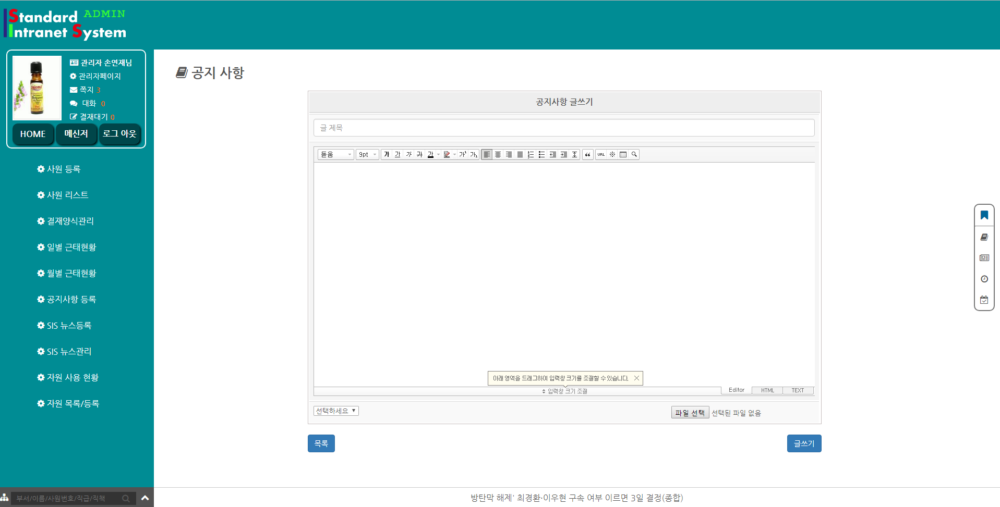 Standard ADMIN
Intranet System
관리자 손연재님
관리자페이지
쪽지 3
대화 0
결재대기 0
HOME 메신저 로그 아웃
사원 등록
사원 리스트
결재양식관리
일별 근태현황
월별 근태현황
공지사항 등록
SIS 뉴스등록
SIS 뉴스관리
자원 사용 현황
자원 목록/등록
부서/이름/사원번호/직급/직책
공지 사항
공지사항 글쓰기
글 제목
돋움 9pt 가 가 가 가 가 가² 가₁ URL
아래 영역을 드래그하여 입력창 크기를 조절할 수 있습니다.
입력창 크기 조절 Editor HTML TEXT
선택하세요 파일 선택 선택된 파일 없음
목록 글쓰기
방탄막 해제' 최경환·이우현 구속 여부 이르면 3일 결정(종합)